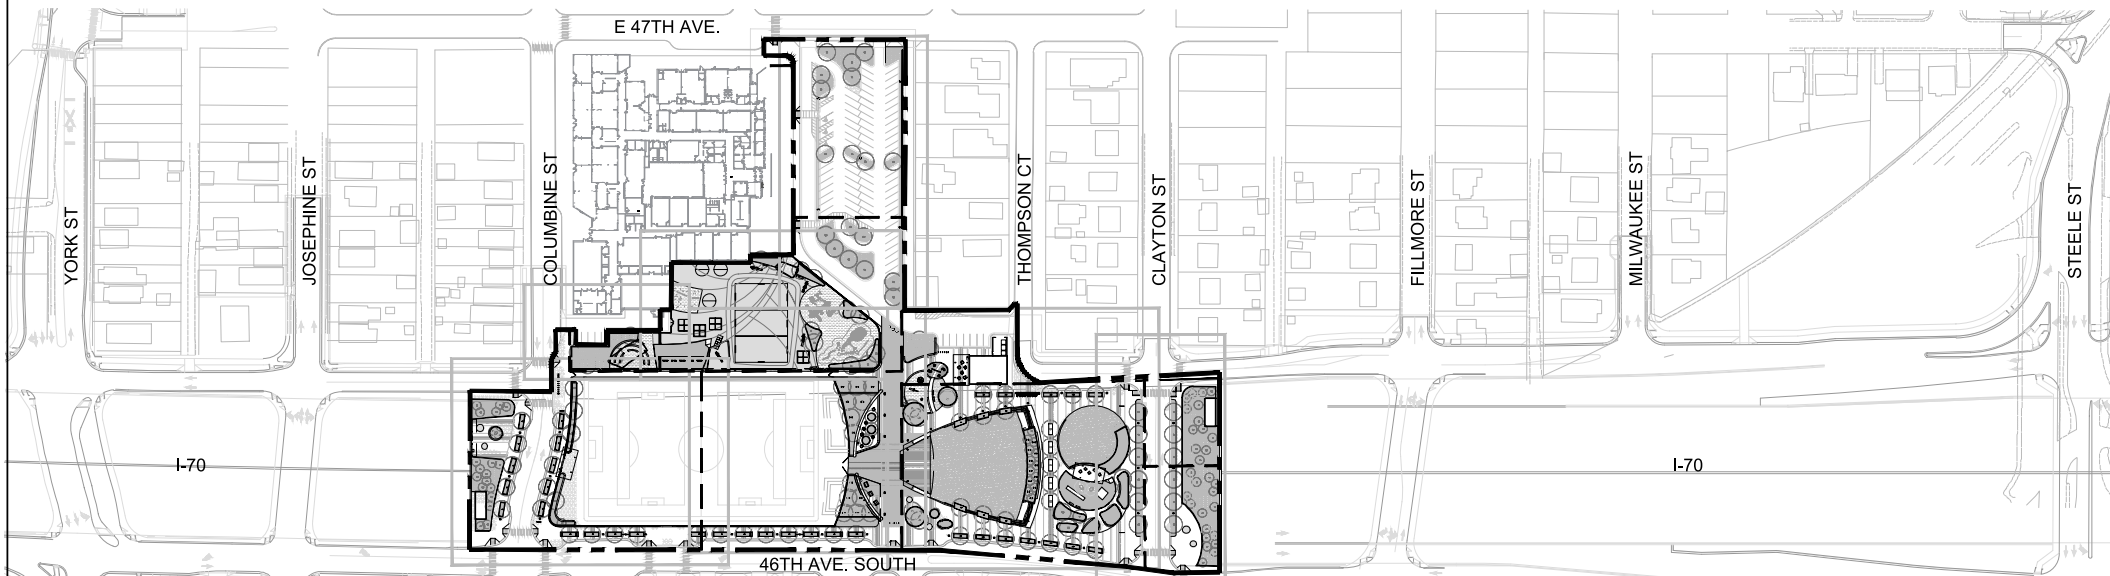 E 47TH AVE.
YORK ST
JOSEPHINE ST
COLUMBINE ST
THOMPSON CT
CLAYTON ST
FILLMORE ST
MILWAUKEE ST
STEELE ST
I-70
I-70
46TH AVE. SOUTH